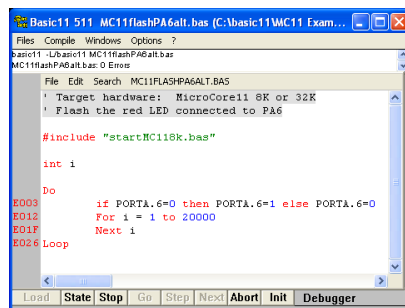 Basic11 511 MC11flashPA6alt.bas (C:\basic11\MC11 Exam...
Files Compile Windows Options ?
basic11 -L/basic11 MC11flashPA6alt.bas
MC11flashPA6alt.bas: 0 Errors
File Edit Search MC11FLASHPA6ALT.BAS
' Target hardware: MicroCore11 8K or 32K
' Flash the red LED connected to PA6
#include "startMC118k.bas"
int i
Do
E003 if PORTA.6=0 then PORTA.6=1 else PORTA.6=0
E012 For i = 1 to 20000
E01F Next i
E026 Loop
Load State Stop Go Step Next Abort Init Debugger